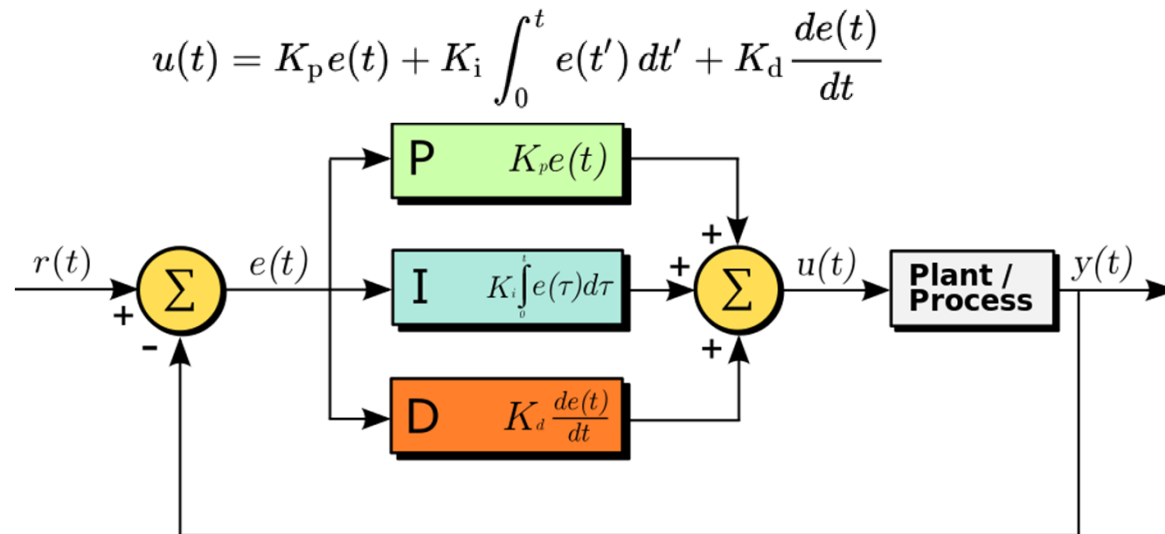 u(t) = K_p e(t) + K_i ∫_0^t e(t′) dt′ + K_d de(t)/dt
P K_p e(t)
r(t)
Σ
e(t)
I K_i ∫_0^t e(τ)dτ
Σ
u(t)
Plant /
Process
y(t)
+
-
+
+
+
D K_d de(t)/dt